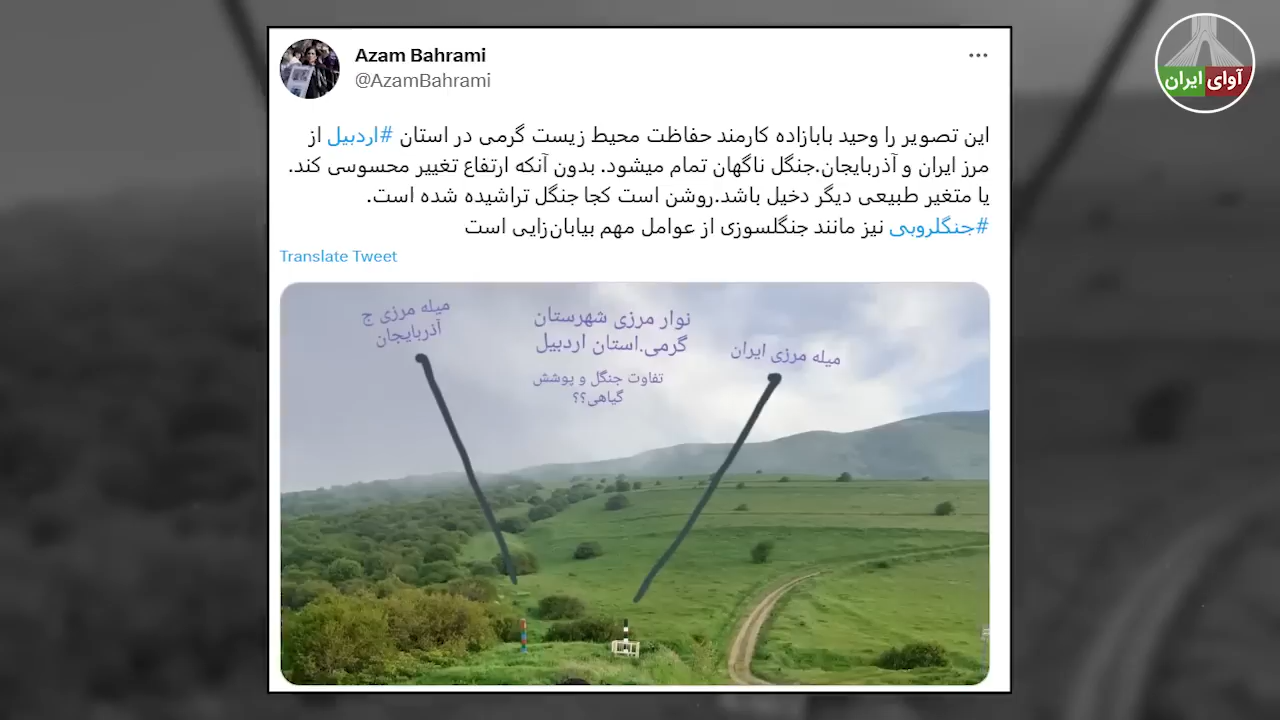 Azam Bahrami
@AzamBahrami
آوای ایران
این تصویر را وحید بابازاده کارمند حفاظت محیط زیست گرمی در استان #اردبیل از
مرز ایران و آذربایجان.جنگل ناگهان تمام میشود. بدون آنکه ارتفاع تغییر محسوسی کند.
یا متغیر طبیعی دیگر دخیل باشد.روشن است کجا جنگل تراشیده شده است.
#جنگلروبی نیز مانند جنگلسوزی از عوامل مهم بیابان‌زایی است
Translate Tweet
میله مرزی ج
آذربایجان
نوار مرزی شهرستان
گرمی.استان اردبیل
تفاوت جنگل و پوشش
گیاهی؟؟
میله مرزی ایران